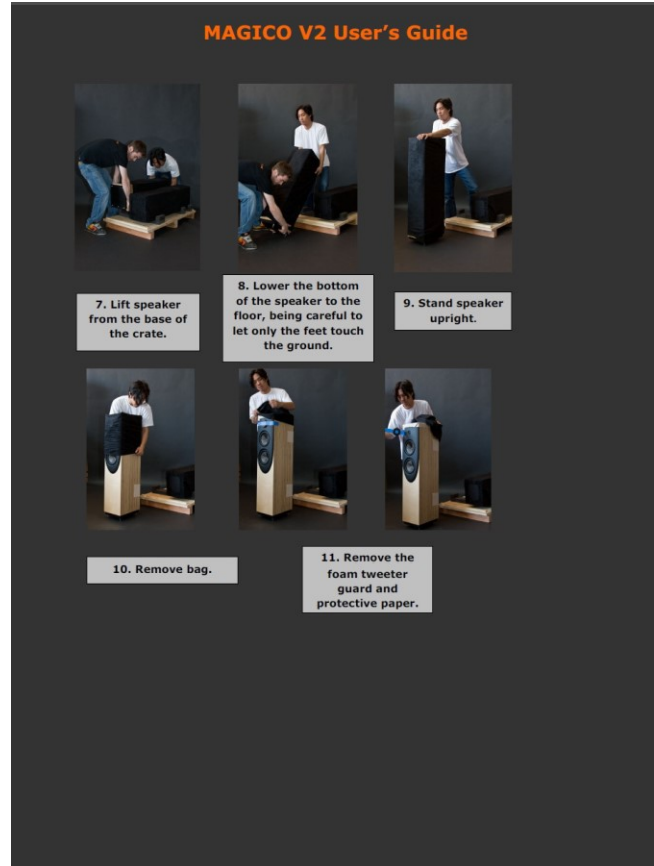 MAGICO V2 User’s Guide
7. Lift speaker
from the base of
the crate.
8. Lower the bottom
of the speaker to the
floor, being careful to
let only the feet touch
the ground.
9. Stand speaker
upright.
10. Remove bag.
11. Remove the
foam tweeter
guard and
protective paper.